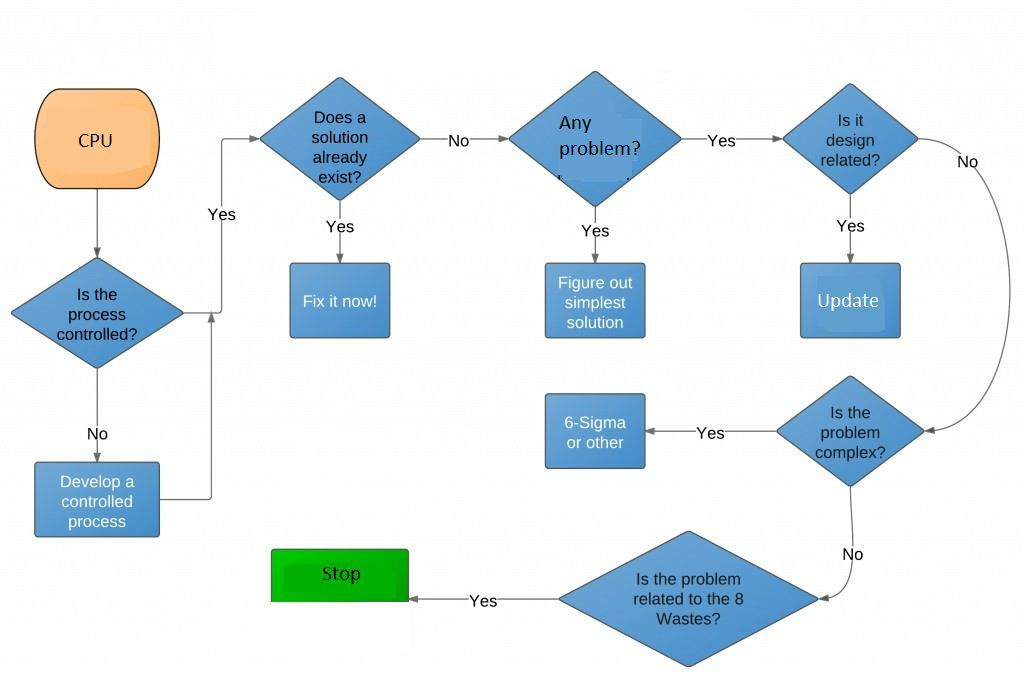 CPU
Is the
process
controlled?
No
Develop a
controlled
process
Yes
Does a
solution
already
exist?
Yes
Fix it now!
No
Any
problem?
Yes
Figure out
simplest
solution
Yes
Is it
design
related?
Yes
Update
No
Is the
problem
complex?
Yes
6-Sigma
or other
No
Is the problem
related to the 8
Wastes?
Yes
Stop